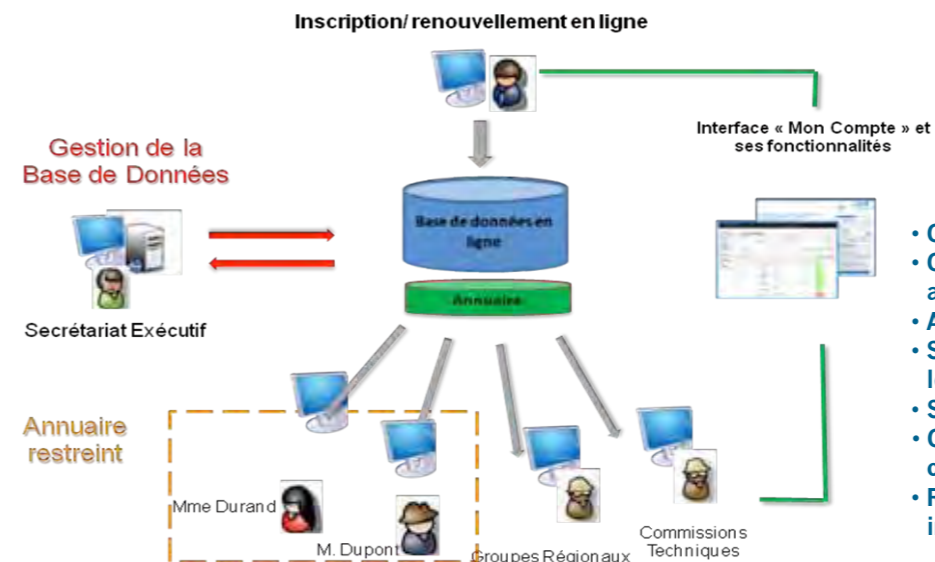 Inscription/ renouvellement en ligne
Interface « Mon Compte » et
ses fonctionnalités
Gestion de la
Base de Données
Base de données en
ligne
Annuaire
Secrétariat Exécutif
Annuaire
restreint
Mme Durand
M. Dupont
Groupes Régionaux
Commissions
Techniques